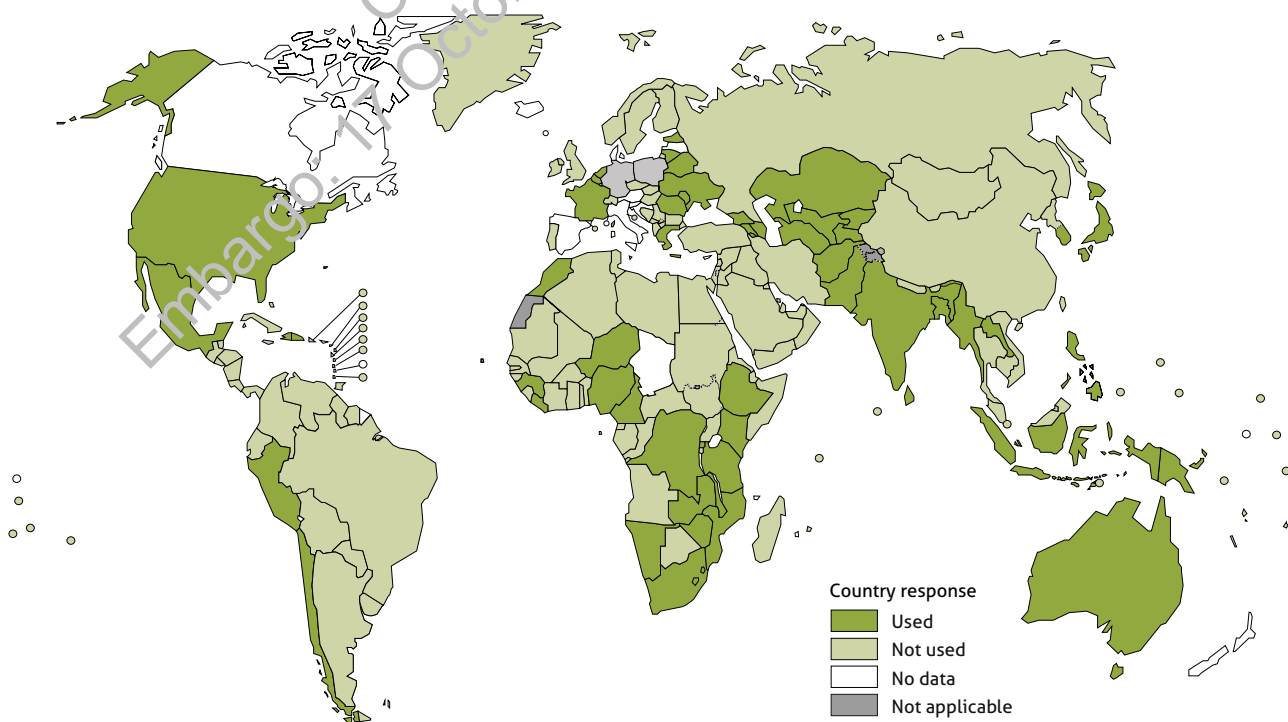 Embargo: 17 Octo
Country response
Used
Not used
No data
Not applicable